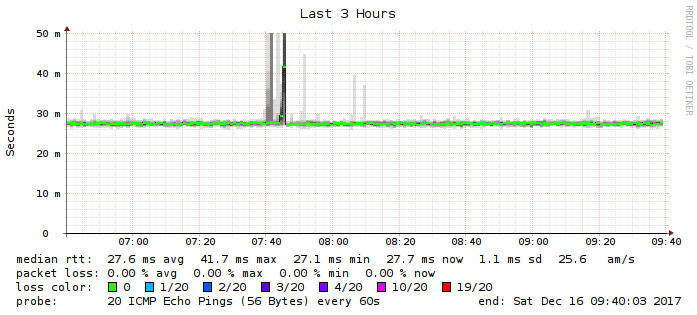 Last 3 Hours
RRDTOOL / TOBI OETIKER
Seconds
50 m
40 m
30 m
20 m
10 m
0
07:00 07:20 07:40 08:00 08:20 08:40 09:00 09:20 09:40
median rtt: 27.6 ms avg 41.7 ms max 27.1 ms min 27.7 ms now 1.1 ms sd 25.6 am/s
packet loss: 0.00 % avg 0.00 % max 0.00 % min 0.00 % now
loss color: 0 1/20 2/20 3/20 4/20 10/20 19/20
probe: 20 ICMP Echo Pings (56 Bytes) every 60s end: Sat Dec 16 09:40:03 2017